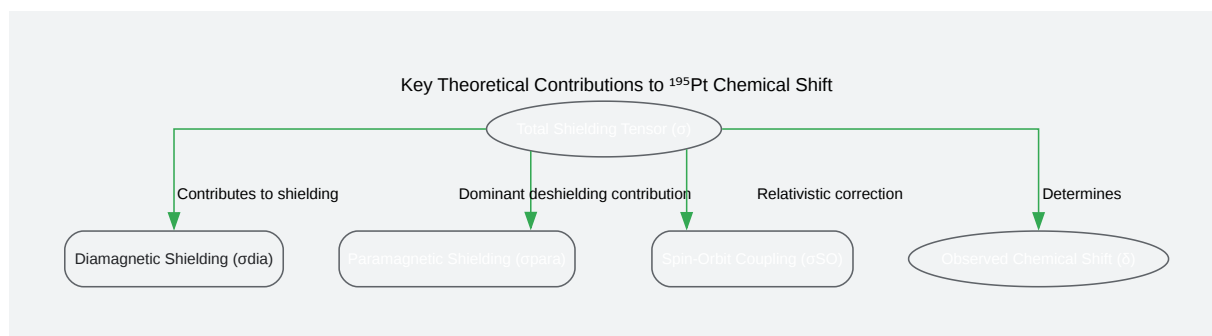 Key Theoretical Contributions to ¹⁹⁵Pt Chemical Shift
Total Shielding Tensor (σ)
Contributes to shielding
Dominant deshielding contribution
Relativistic correction
Determines
Diamagnetic Shielding (σdia)
Paramagnetic Shielding (σpara)
Spin-Orbit Coupling (σSO)
Observed Chemical Shift (δ)